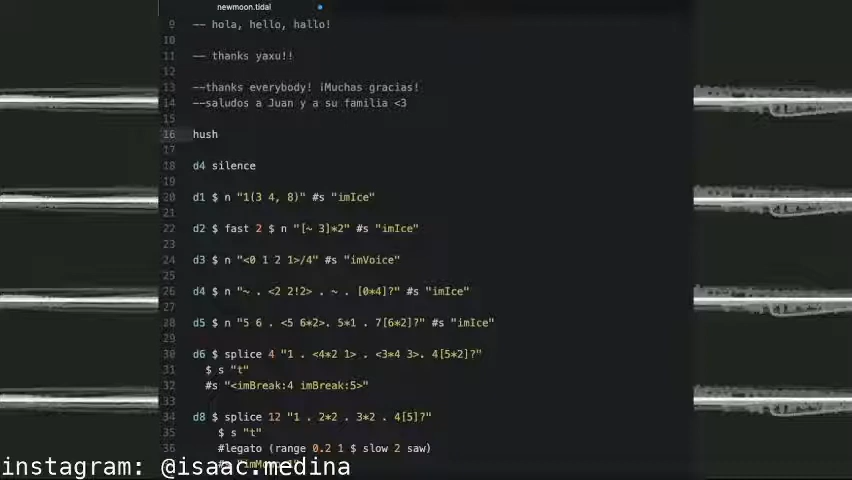 newmoon.tidal
9 -- hola, hello, hallo!
10
11 -- thanks yaxu!!
12
13 --thanks everybody! ¡Muchas gracias!
14 --saludos a Juan y a su familia <3
15
16 hush
17
18 d4 silence
19
20 d1 $ n "1(3 4, 8)" #s "imIce"
21
22 d2 $ fast 2 $ n "[~ 3]*2" #s "imIce"
23
24 d3 $ n "<0 1 2 1>/4" #s "imVoice"
25
26 d4 $ n "~ . <2 2!2> . ~ . [0*4]?" #s "imIce"
27
28 d5 $ n "5 6 . <5 6*2>. 5*1 . 7[6*2]?" #s "imIce"
29
30 d6 $ splice 4 "1 . <4*2 1> . <3*4 3>. 4[5*2]?"
31 $ s "t"
32 #s "<imBreak:4 imBreak:5>"
33
34 d8 $ splice 12 "1 . 2*2 . 3*2 . 4[5]?"
35 $ s "t"
36 #legato (range 0.2 1 $ slow 2 saw)
instagram: @isaac.medina